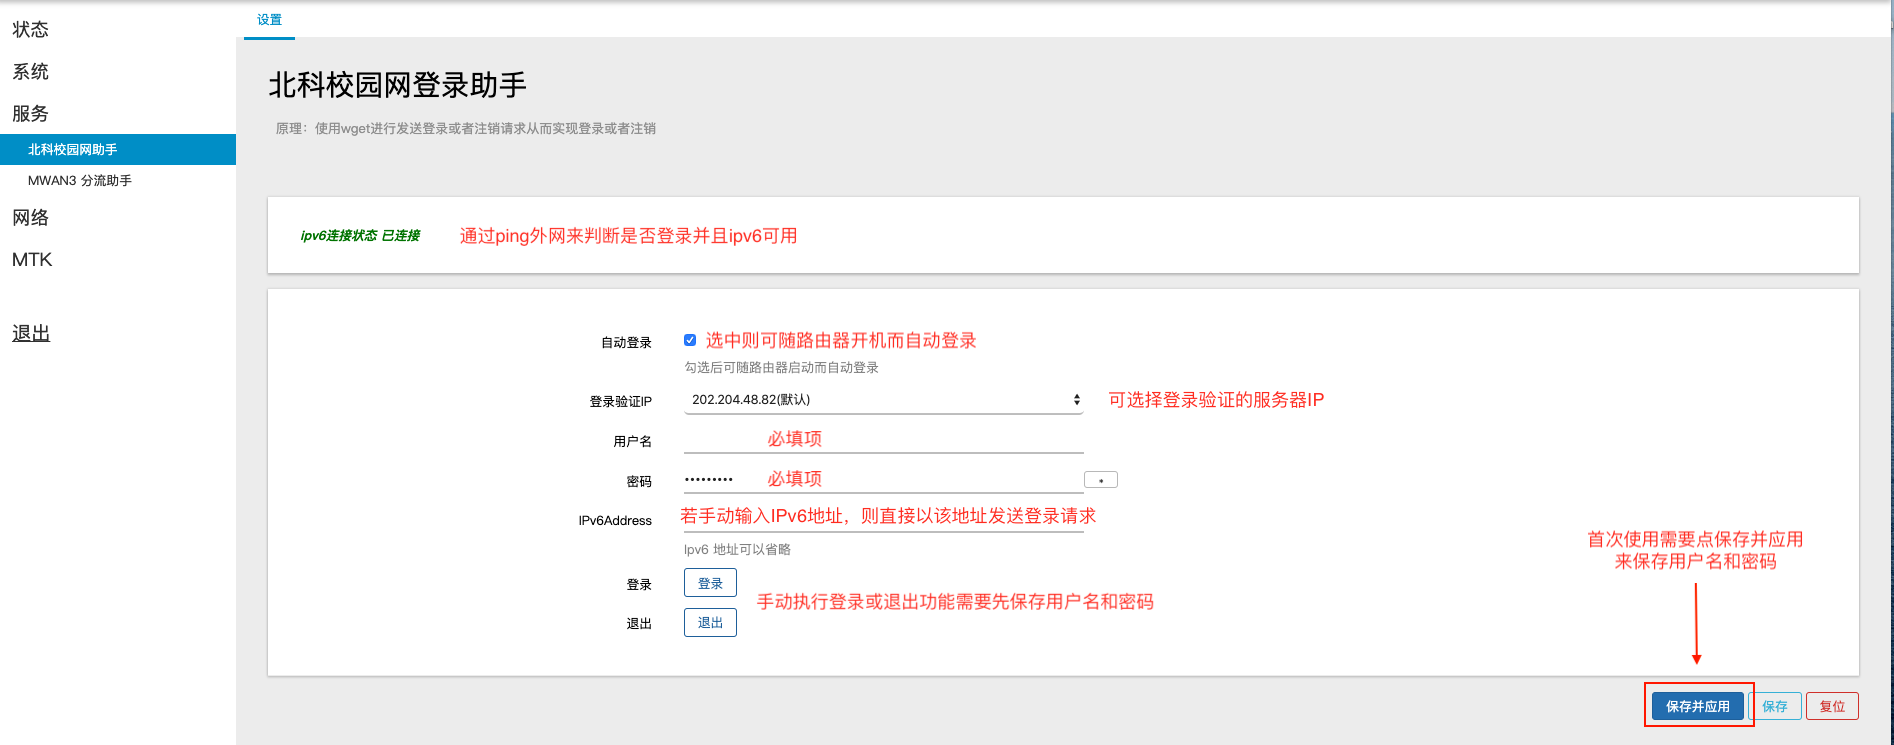 状态
系统
服务
北科校园网助手
MWAN3 分流助手
网络
MTK
退出
设置
北科校园网登录助手
原理：使用wget进行发送登录或者注销请求从而实现登录或者注销
ipv6连接状态 已连接 通过ping外网来判断是否登录并且ipv6可用
自动登录 选中则可随路由器开机而自动登录
勾选后可随路由器启动而自动登录
登录验证IP 202.204.48.82(默认) 可选择登录验证的服务器IP
用户名 必填项
密码 ••••••••• 必填项 *
IPv6Address 若手动输入IPv6地址，则直接以该地址发送登录请求
Ipv6 地址可以省略
登录 登录
手动执行登录或退出功能需要先保存用户名和密码
退出 退出
首次使用需要点保存并应用
来保存用户名和密码
保存并应用 保存 复位